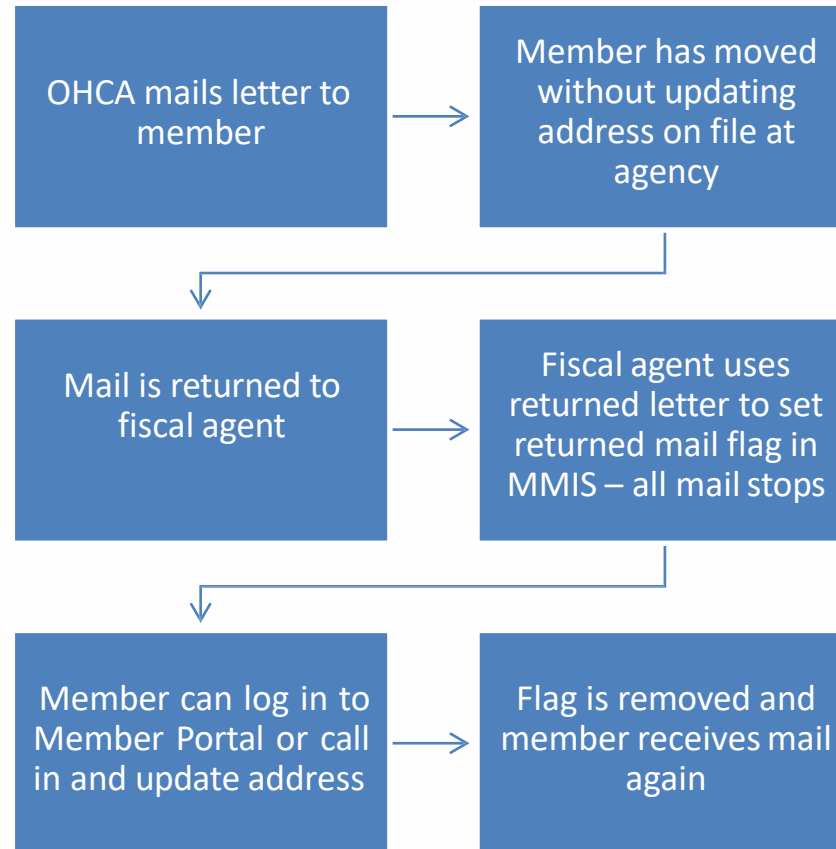 OHCA mails letter to
member
Member has moved
without updating
address on file at
agency
Mail is returned to
fiscal agent
Fiscal agent uses
returned letter to set
returned mail flag in
MMIS – all mail stops
Member can log in to
Member Portal or call
in and update address
Flag is removed and
member receives mail
again